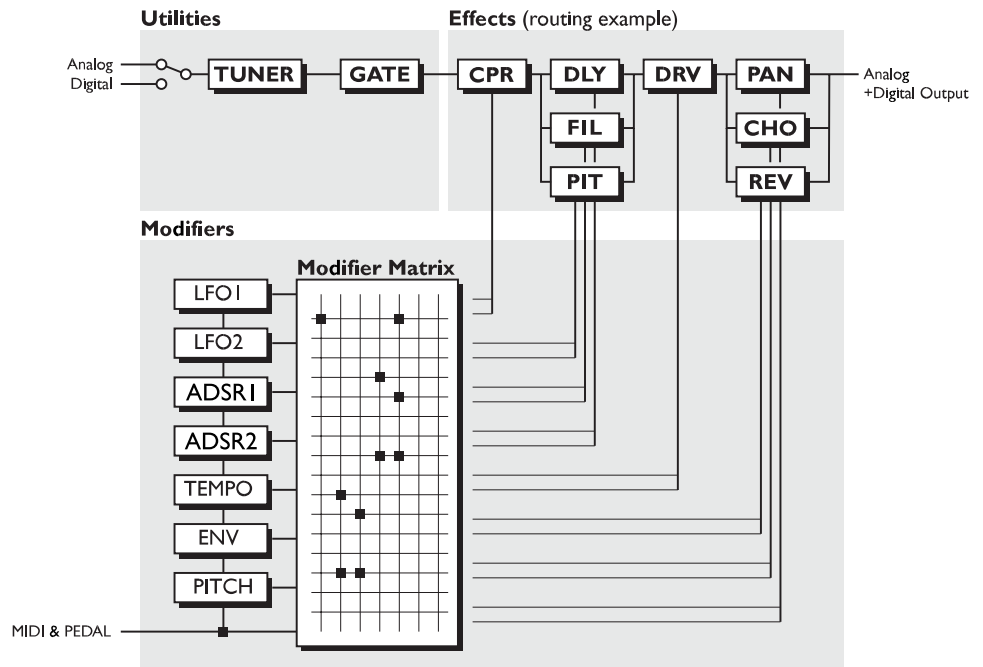 Utilities
Effects (routing example)
Analog
Digital
TUNER
GATE
CPR
DLY
DRV
PAN
Analog
+Digital Output
FIL
CHO
PIT
REV
Modifiers
Modifier Matrix
LFO1
LFO2
ADSR1
ADSR2
TEMPO
ENV
PITCH
MIDI & PEDAL